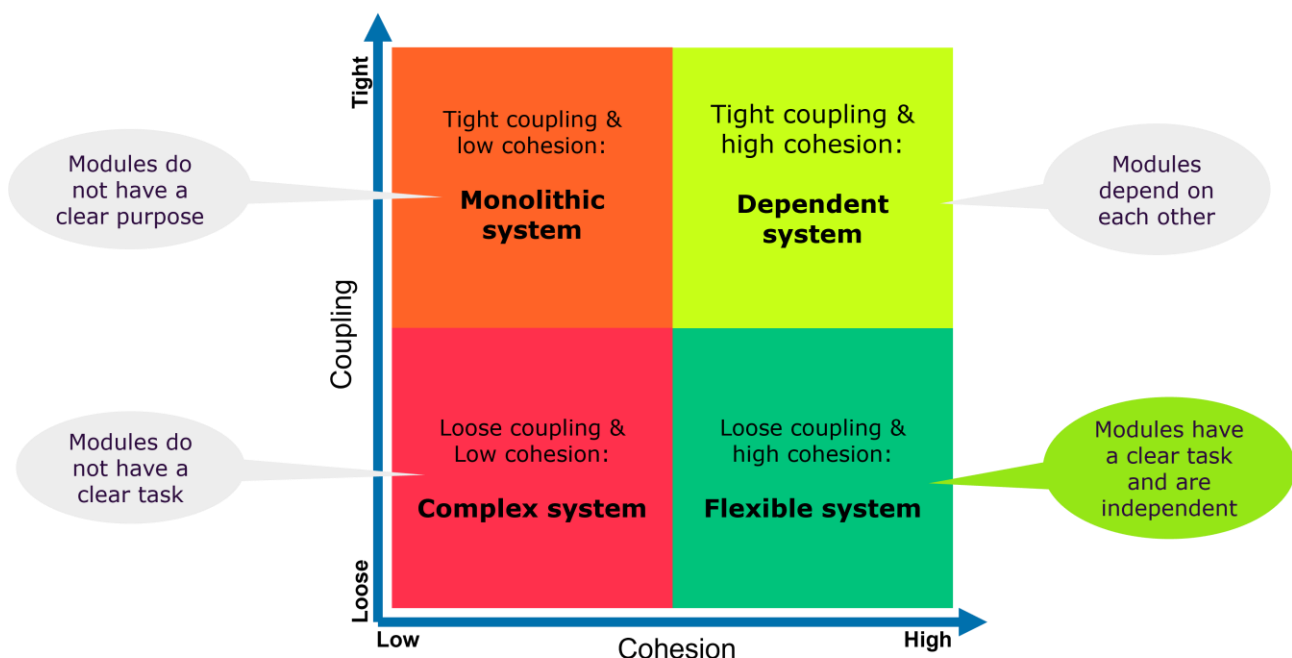 Tight
Tight coupling &
low cohesion:
Monolithic
system
Tight coupling &
high cohesion:
Dependent
system
Modules do
not have a
clear purpose
Modules
depend on
each other
Coupling
Loose coupling &
Low cohesion:
Complex system
Loose coupling &
high cohesion:
Flexible system
Modules do
not have a
clear task
Modules have
a clear task
and are
independent
Loose
Low
Cohesion
High